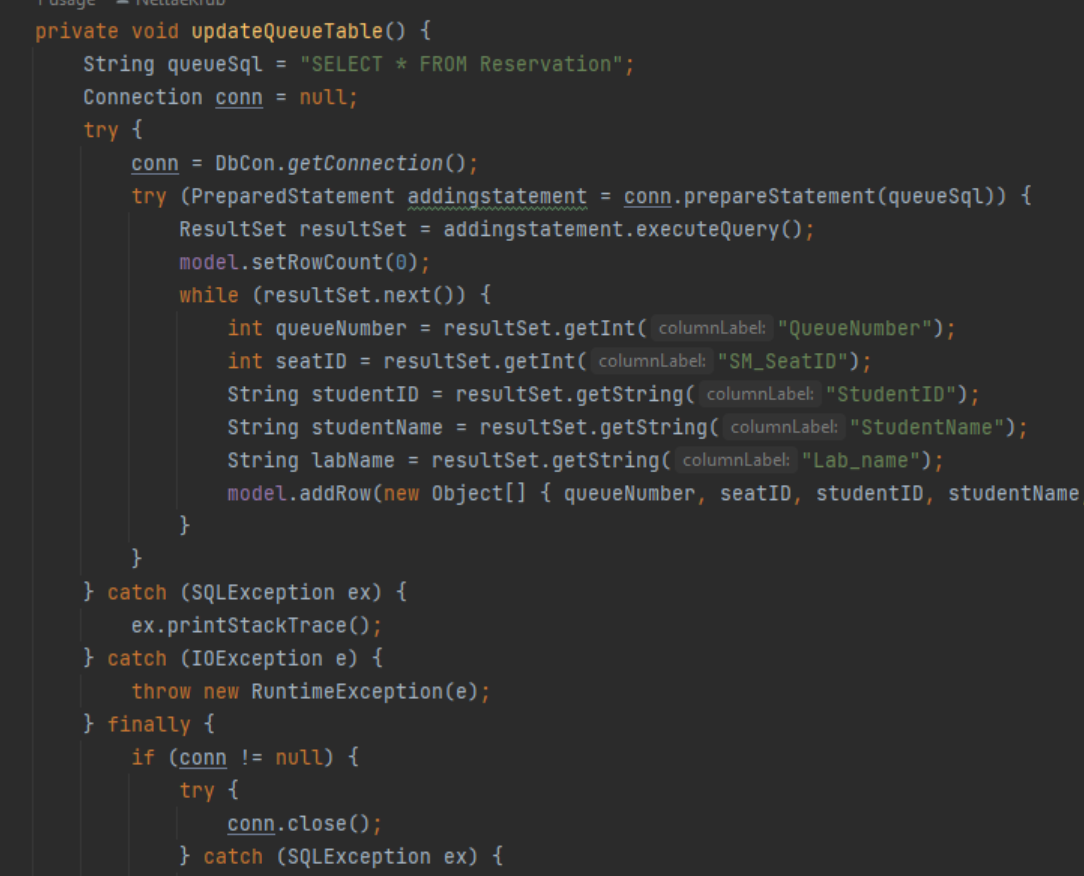 1 usage NettaeKrub
private void updateQueueTable() {
String queueSql = "SELECT * FROM Reservation";
Connection conn = null;
try {
conn = DbCon.getConnection();
try (PreparedStatement addingstatement = conn.prepareStatement(queueSql)) {
ResultSet resultSet = addingstatement.executeQuery();
model.setRowCount(0);
while (resultSet.next()) {
int queueNumber = resultSet.getInt( columnLabel: "QueueNumber");
int seatID = resultSet.getInt( columnLabel: "SM_SeatID");
String studentID = resultSet.getString( columnLabel: "StudentID");
String studentName = resultSet.getString( columnLabel: "StudentName");
String labName = resultSet.getString( columnLabel: "Lab_name");
model.addRow(new Object[] { queueNumber, seatID, studentID, studentName
}
}
} catch (SQLException ex) {
ex.printStackTrace();
} catch (IOException e) {
throw new RuntimeException(e);
} finally {
if (conn != null) {
try {
conn.close();
} catch (SQLException ex) {